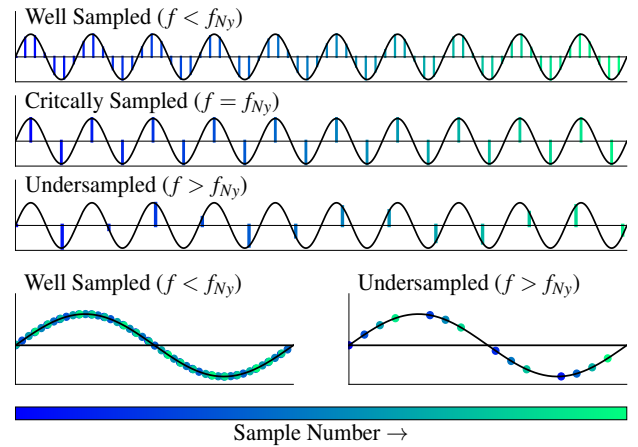 Well Sampled (f < f_Ny)
Critcally Sampled (f = f_Ny)
Undersampled (f > f_Ny)
Well Sampled (f < f_Ny)
Undersampled (f > f_Ny)
Sample Number →